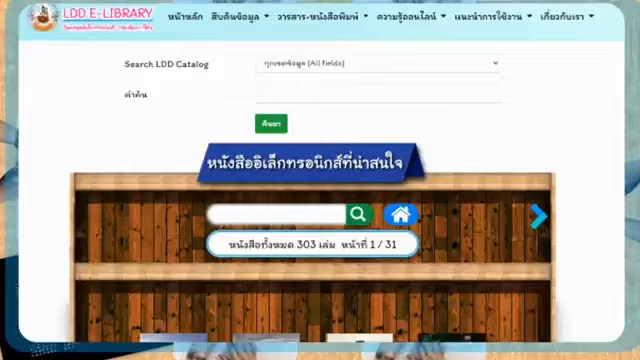 LDD E-LIBRARY
หน้าหลัก สืบค้นข้อมูล วารสาร-หนังสือพิมพ์ ความรู้ออนไลน์ แนะนำการใช้งาน เกี่ยวกับเรา
Search LDD Catalog ทุกเขตข้อมูล (All fields)
คำค้น
ค้นหา
หนังสืออิเล็กทรอนิกส์ที่น่าสนใจ
หนังสือทั้งหมด 303 เล่ม หน้าที่ 1 / 31